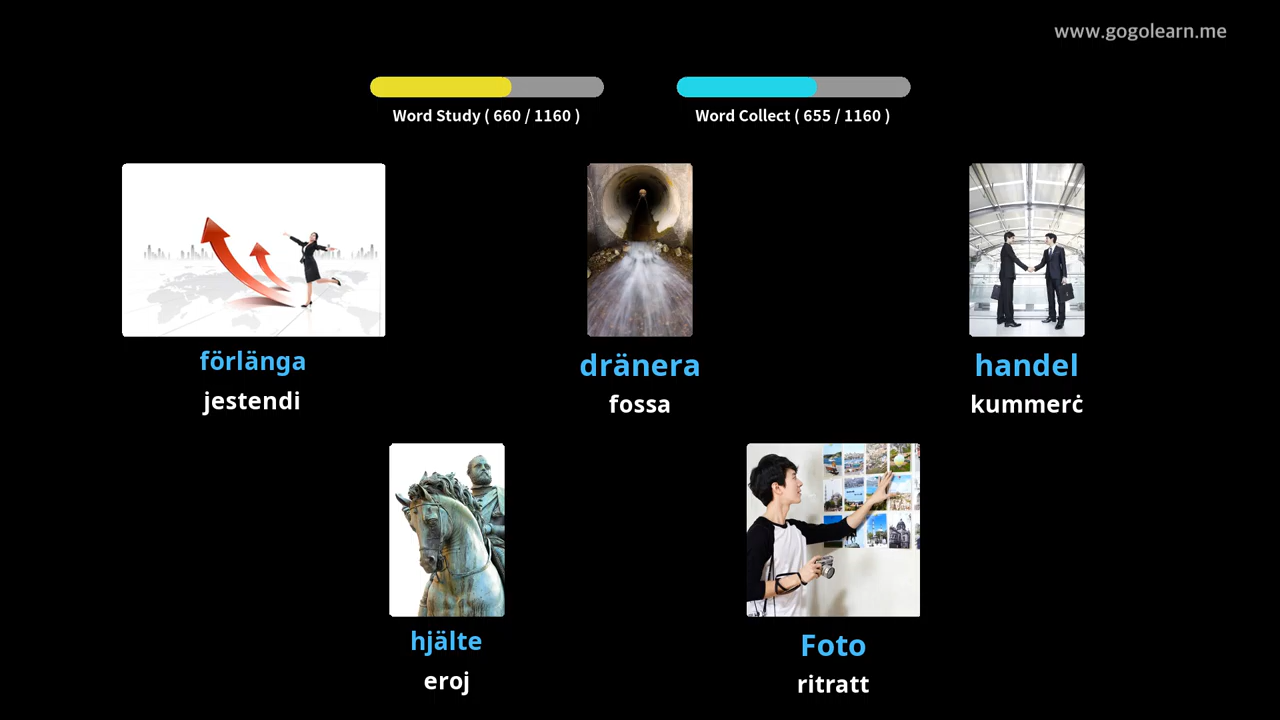 www.gogolearn.me
Word Study ( 660 / 1160 )
Word Collect ( 655 / 1160 )
förlänga
jestendi
dränera
fossa
handel
kummerċ
hjälte
eroj
Foto
ritratt